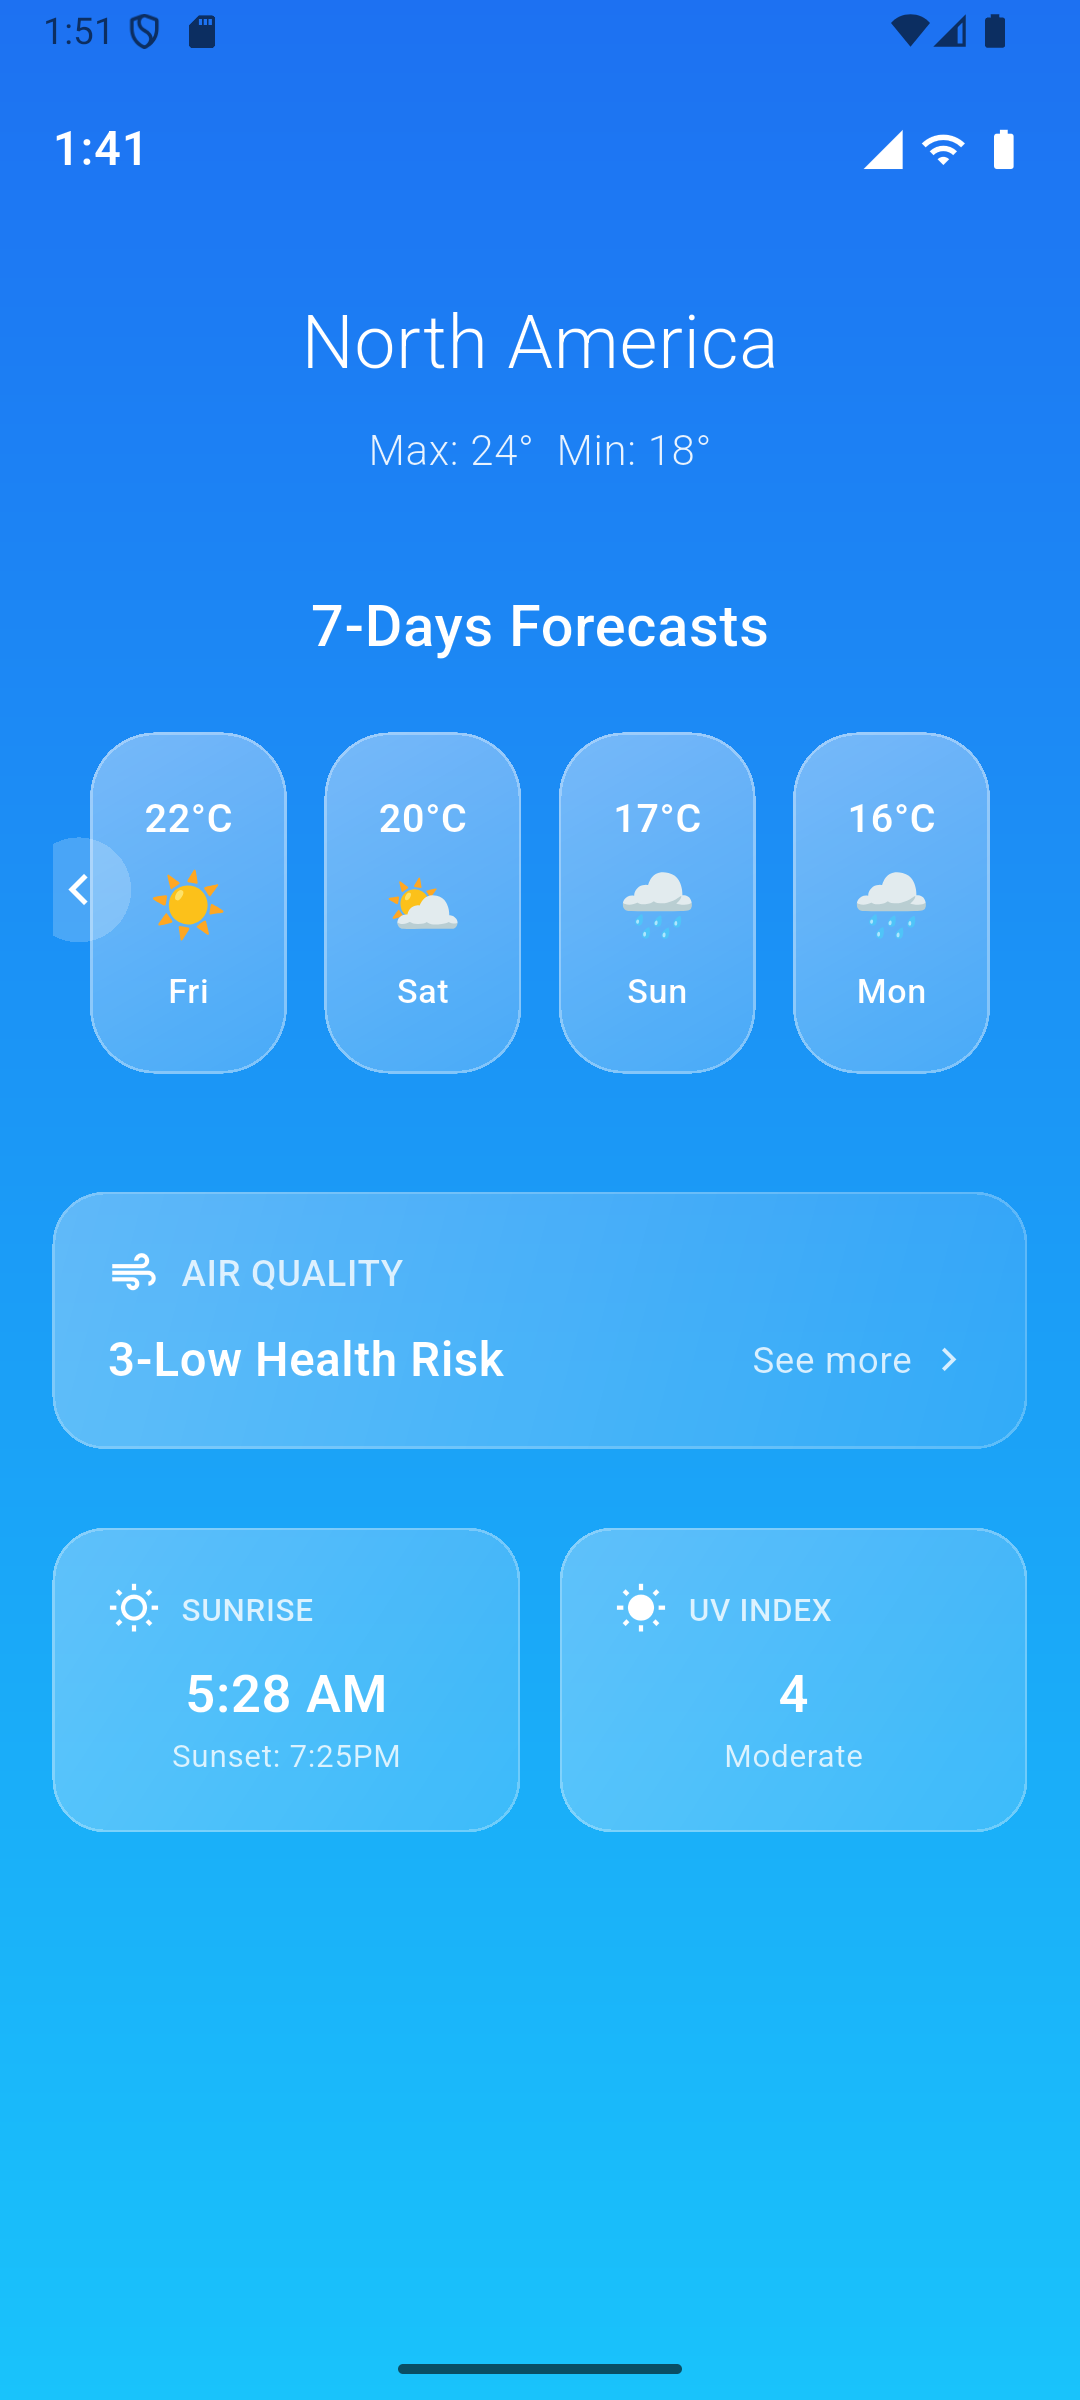 1:51
1:41
North America
Max: 24° Min: 18°
7-Days Forecasts
22°C 20°C 17°C 16°C
Fri Sat Sun Mon
AIR QUALITY
3-Low Health Risk See more
SUNRISE UV INDEX
5:28 AM 4
Sunset: 7:25PM Moderate